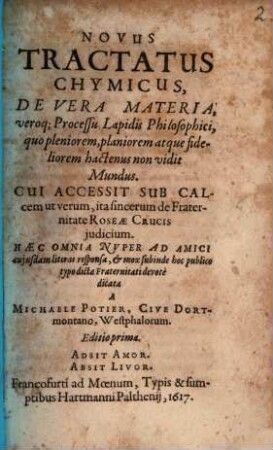 2
NOVUS
TRACTATUS
CHYMICUS,
DE VERA MATERIA,
veroq; Processu Lapidis Philosophici,
quo pleniorem, planiorem atque fide-
liorem hactenus non vidit
Mundus.
CUI ACCESSIT SUB CAL-
cem ut verum, ita sincerum de Frater-
nitate ROSEÆ CRUCIS
judicium.
HÆC OMNIA NUPER AD AMICI
cujusdam literas responsa, & mox subinde hoc publico
typo dicta Fraternitati devotè
dicata
A
MICHAELE POTIER, CIVE DORT-
montano, Westphalorum.
Editio prima.
ADSIT AMOR.
ABSIT LIVOR.
Francofurti ad Mœnum, Typis & sum-
ptibus Hartmanni Palthenij, 1617.